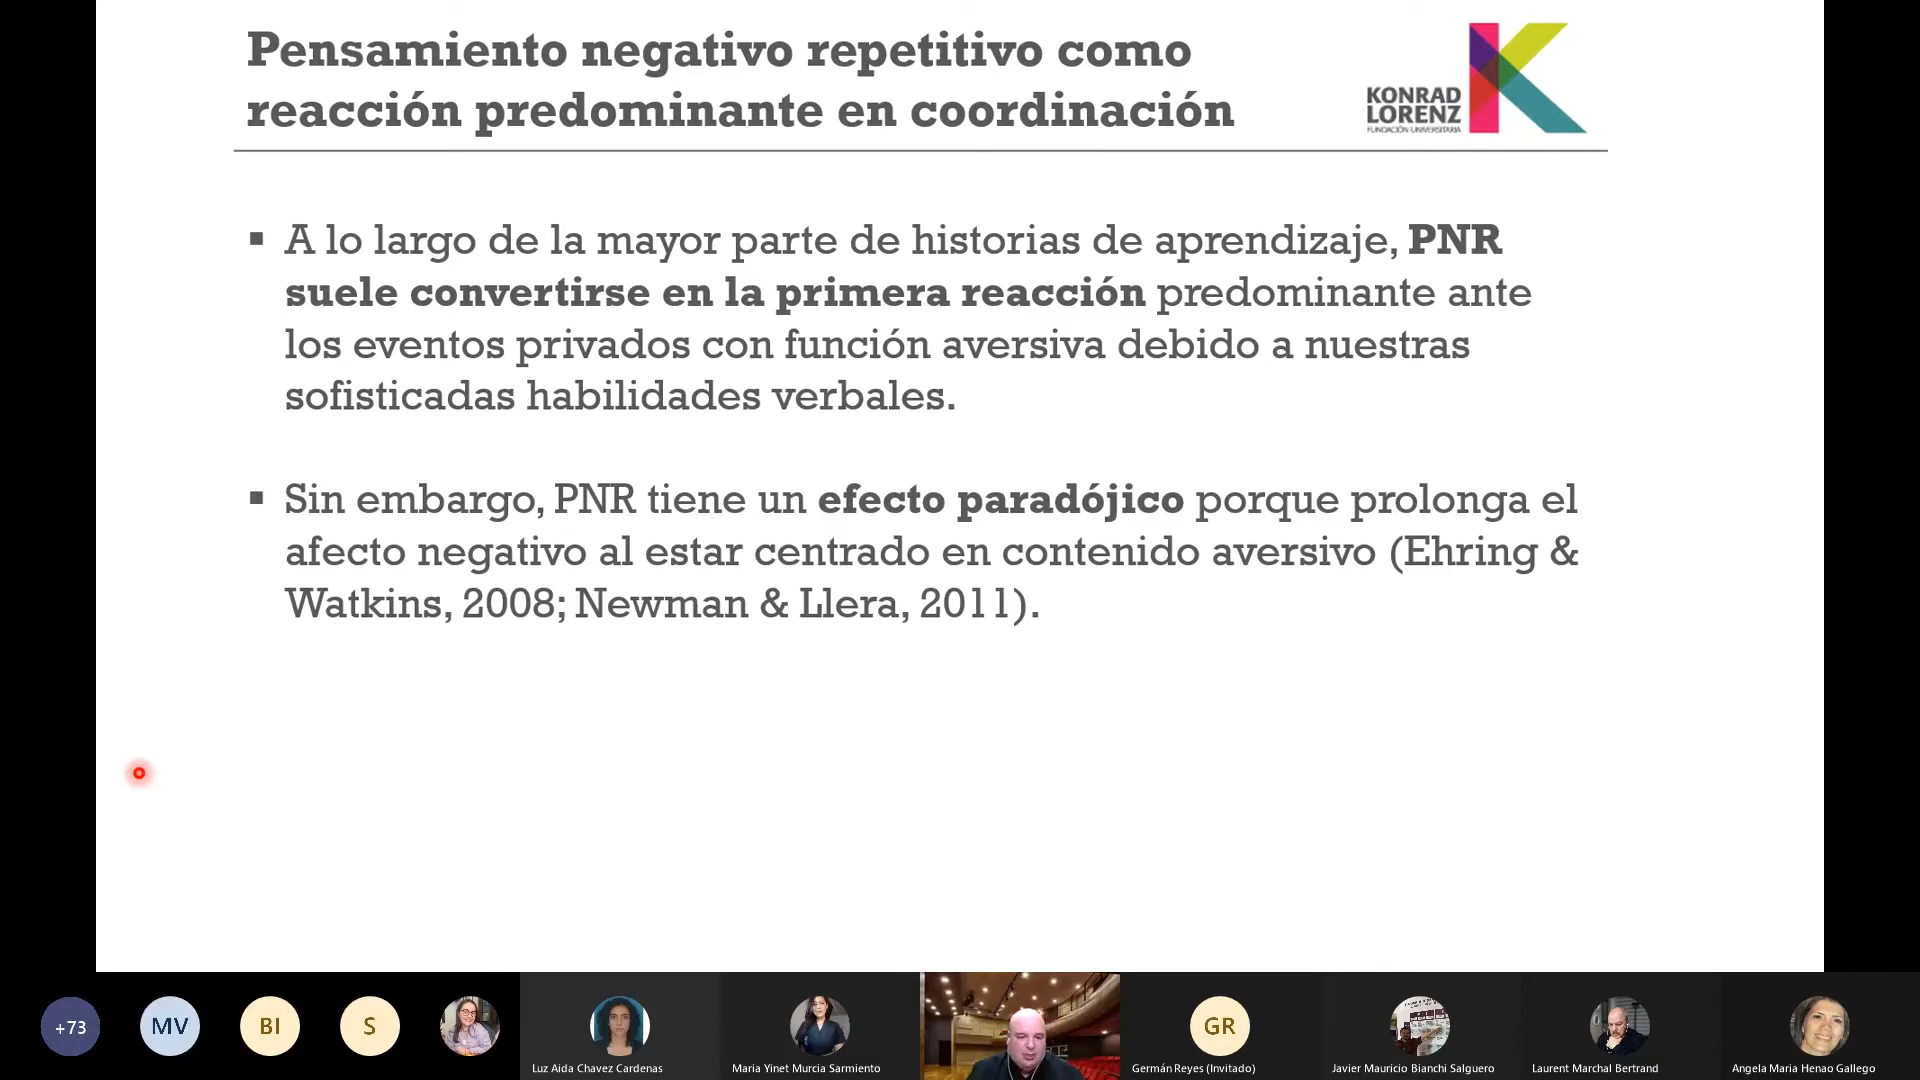 Pensamiento negativo repetitivo como
reacción predominante en coordinación
KONRAD
LORENZ
FUNDACIÓN UNIVERSITARIA
A lo largo de la mayor parte de historias de aprendizaje, PNR
suele convertirse en la primera reacción predominante ante
los eventos privados con función aversiva debido a nuestras
sofisticadas habilidades verbales.
Sin embargo, PNR tiene un efecto paradójico porque prolonga el
afecto negativo al estar centrado en contenido aversivo (Ehring &
Watkins, 2008; Newman & Llera, 2011).
+73
MV
BI
S
GR
Luz Aida Chavez Cardenas
Maria Yinet Murcia Sarmiento
Germán Reyes (Invitado)
Javier Mauricio Bianchi Salguero
Laurent Marchal Bertrand
Angela Maria Henao Gallego